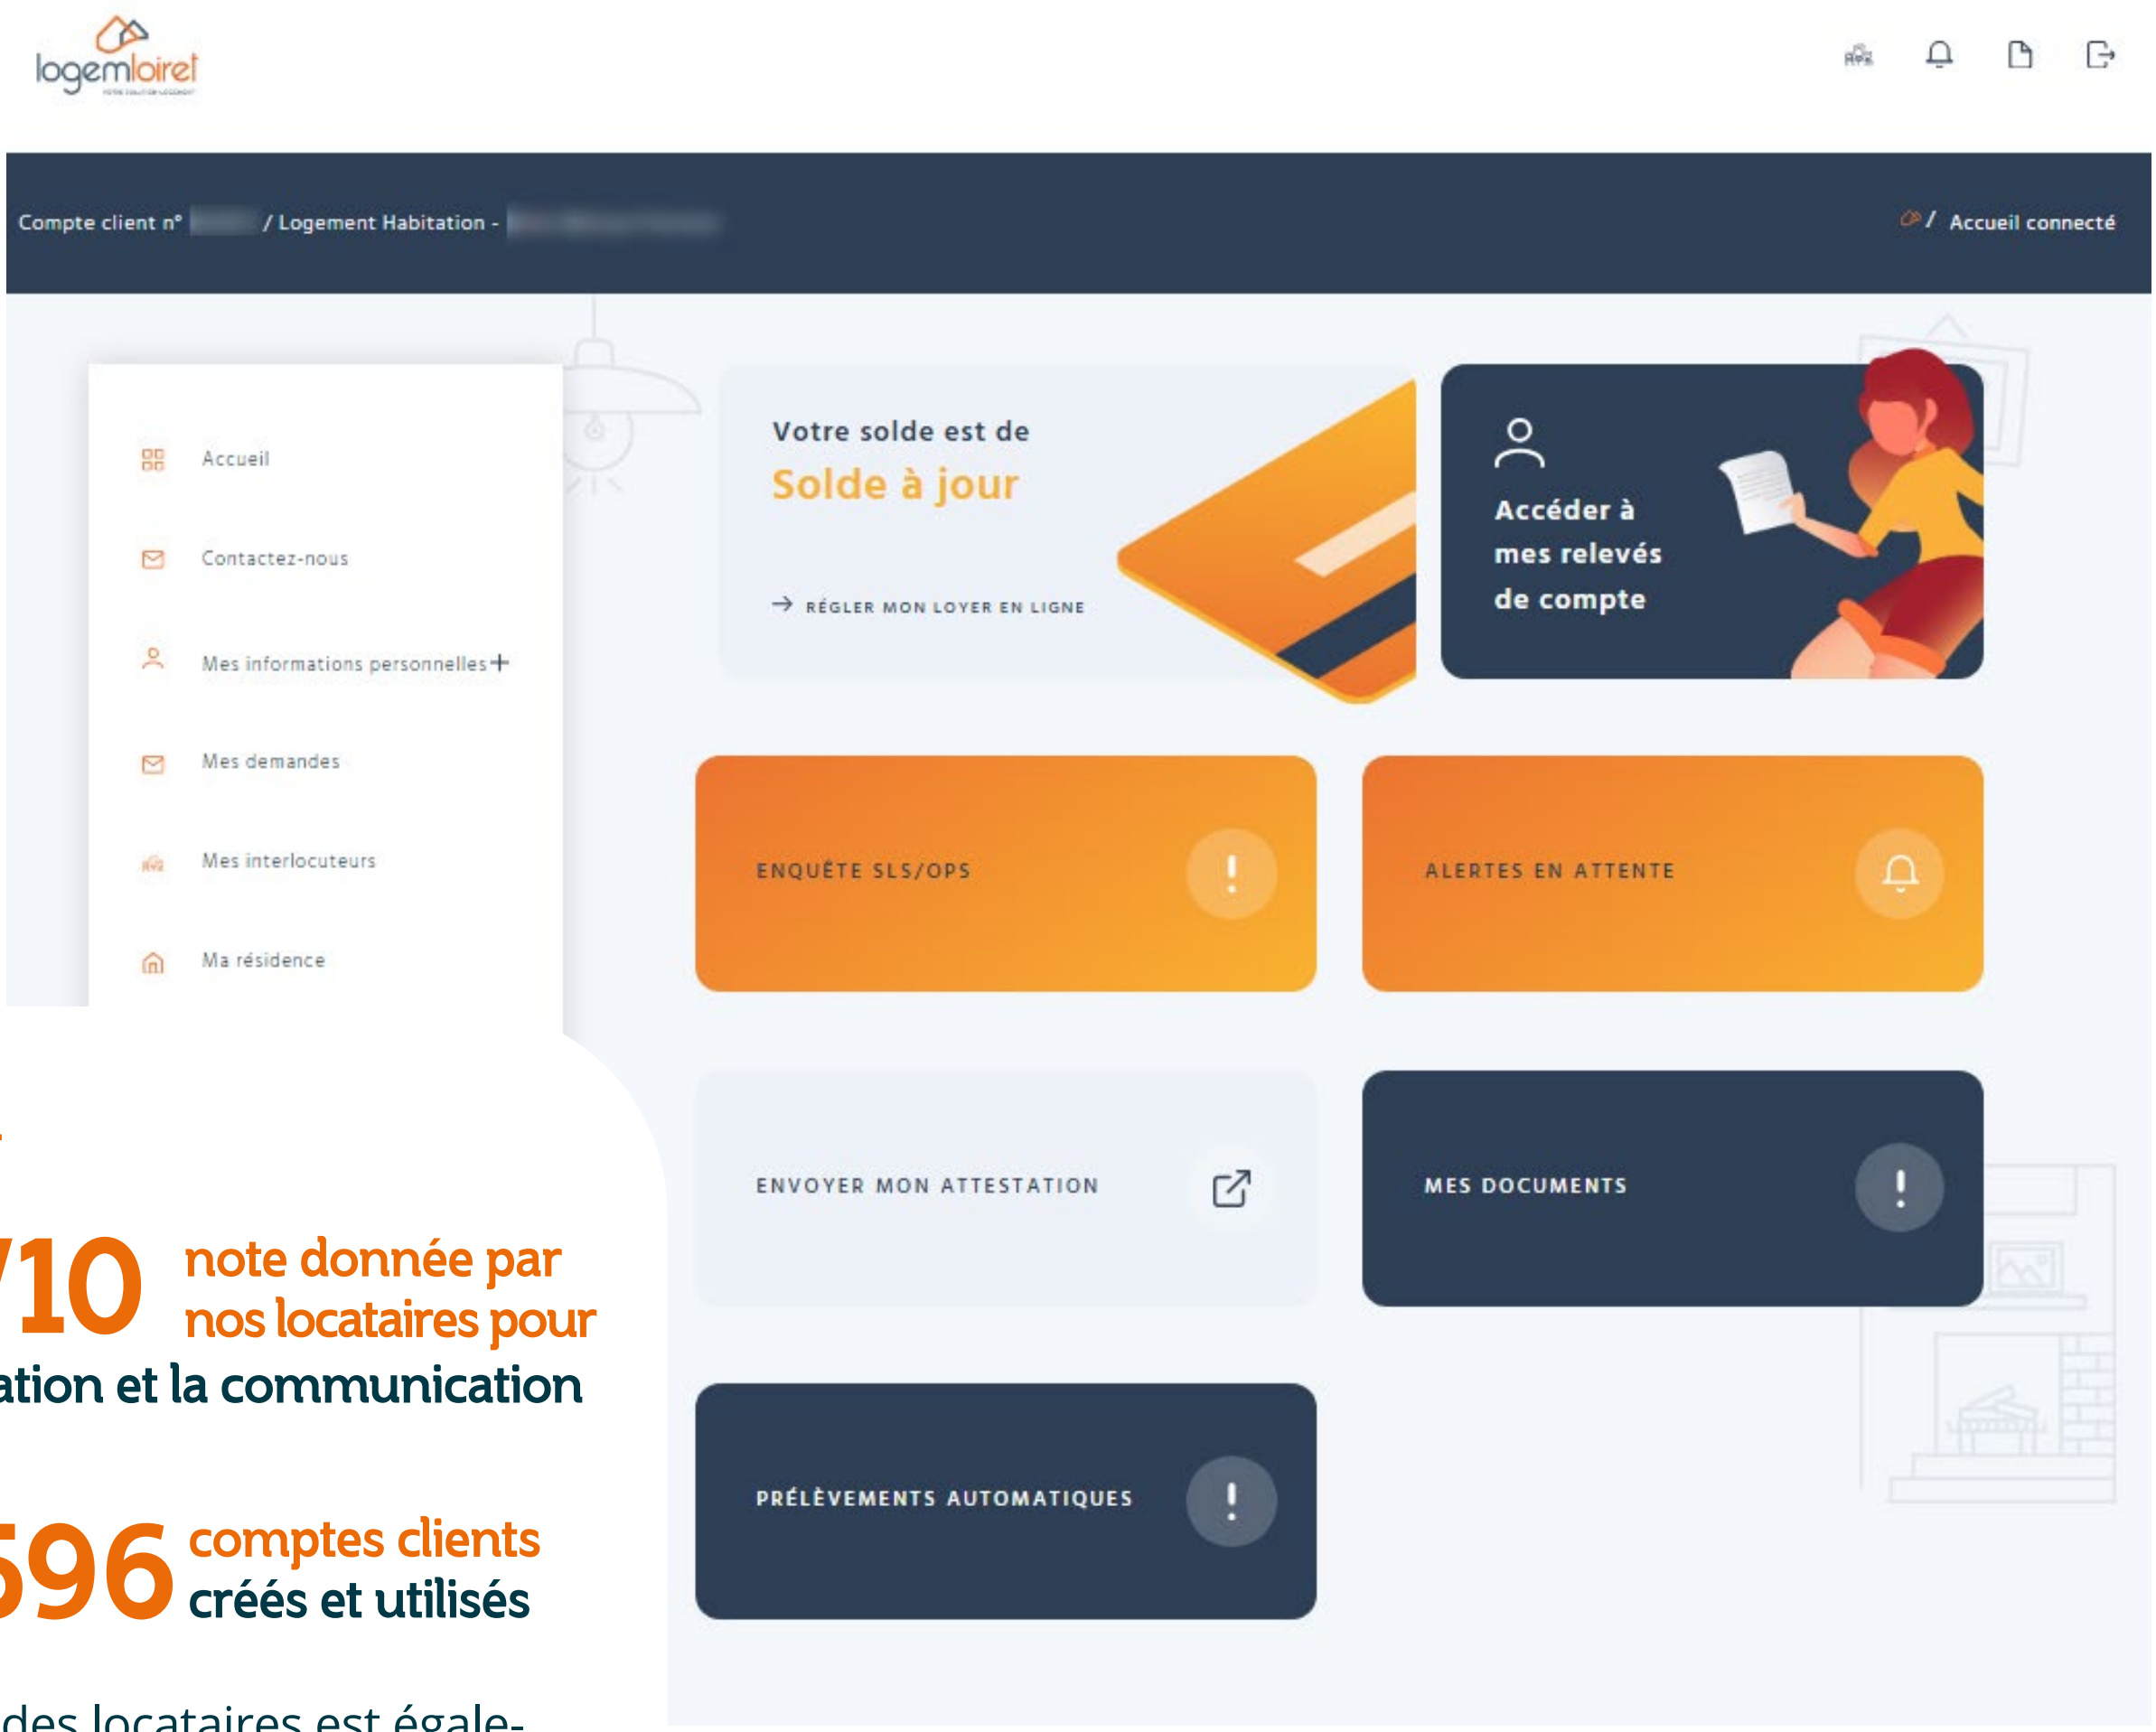 logemloiret
VOTRE SOLUTION LOGEMENT
Compte client n° / Logement Habitation -
/ Accueil connecté
Accueil
Contactez-nous
Mes informations personnelles +
Mes demandes
Mes interlocuteurs
Ma résidence
Votre solde est de
Solde à jour
→ RÉGLER MON LOYER EN LIGNE
Accéder à
mes relevés
de compte
ENQUÊTE SLS/OPS
ALERTES EN ATTENTE
ENVOYER MON ATTESTATION
MES DOCUMENTS
PRÉLÈVEMENTS AUTOMATIQUES
/10 note donnée par
nos locataires pour
ation et la communication
596 comptes clients
créés et utilisés
des locataires est égale-